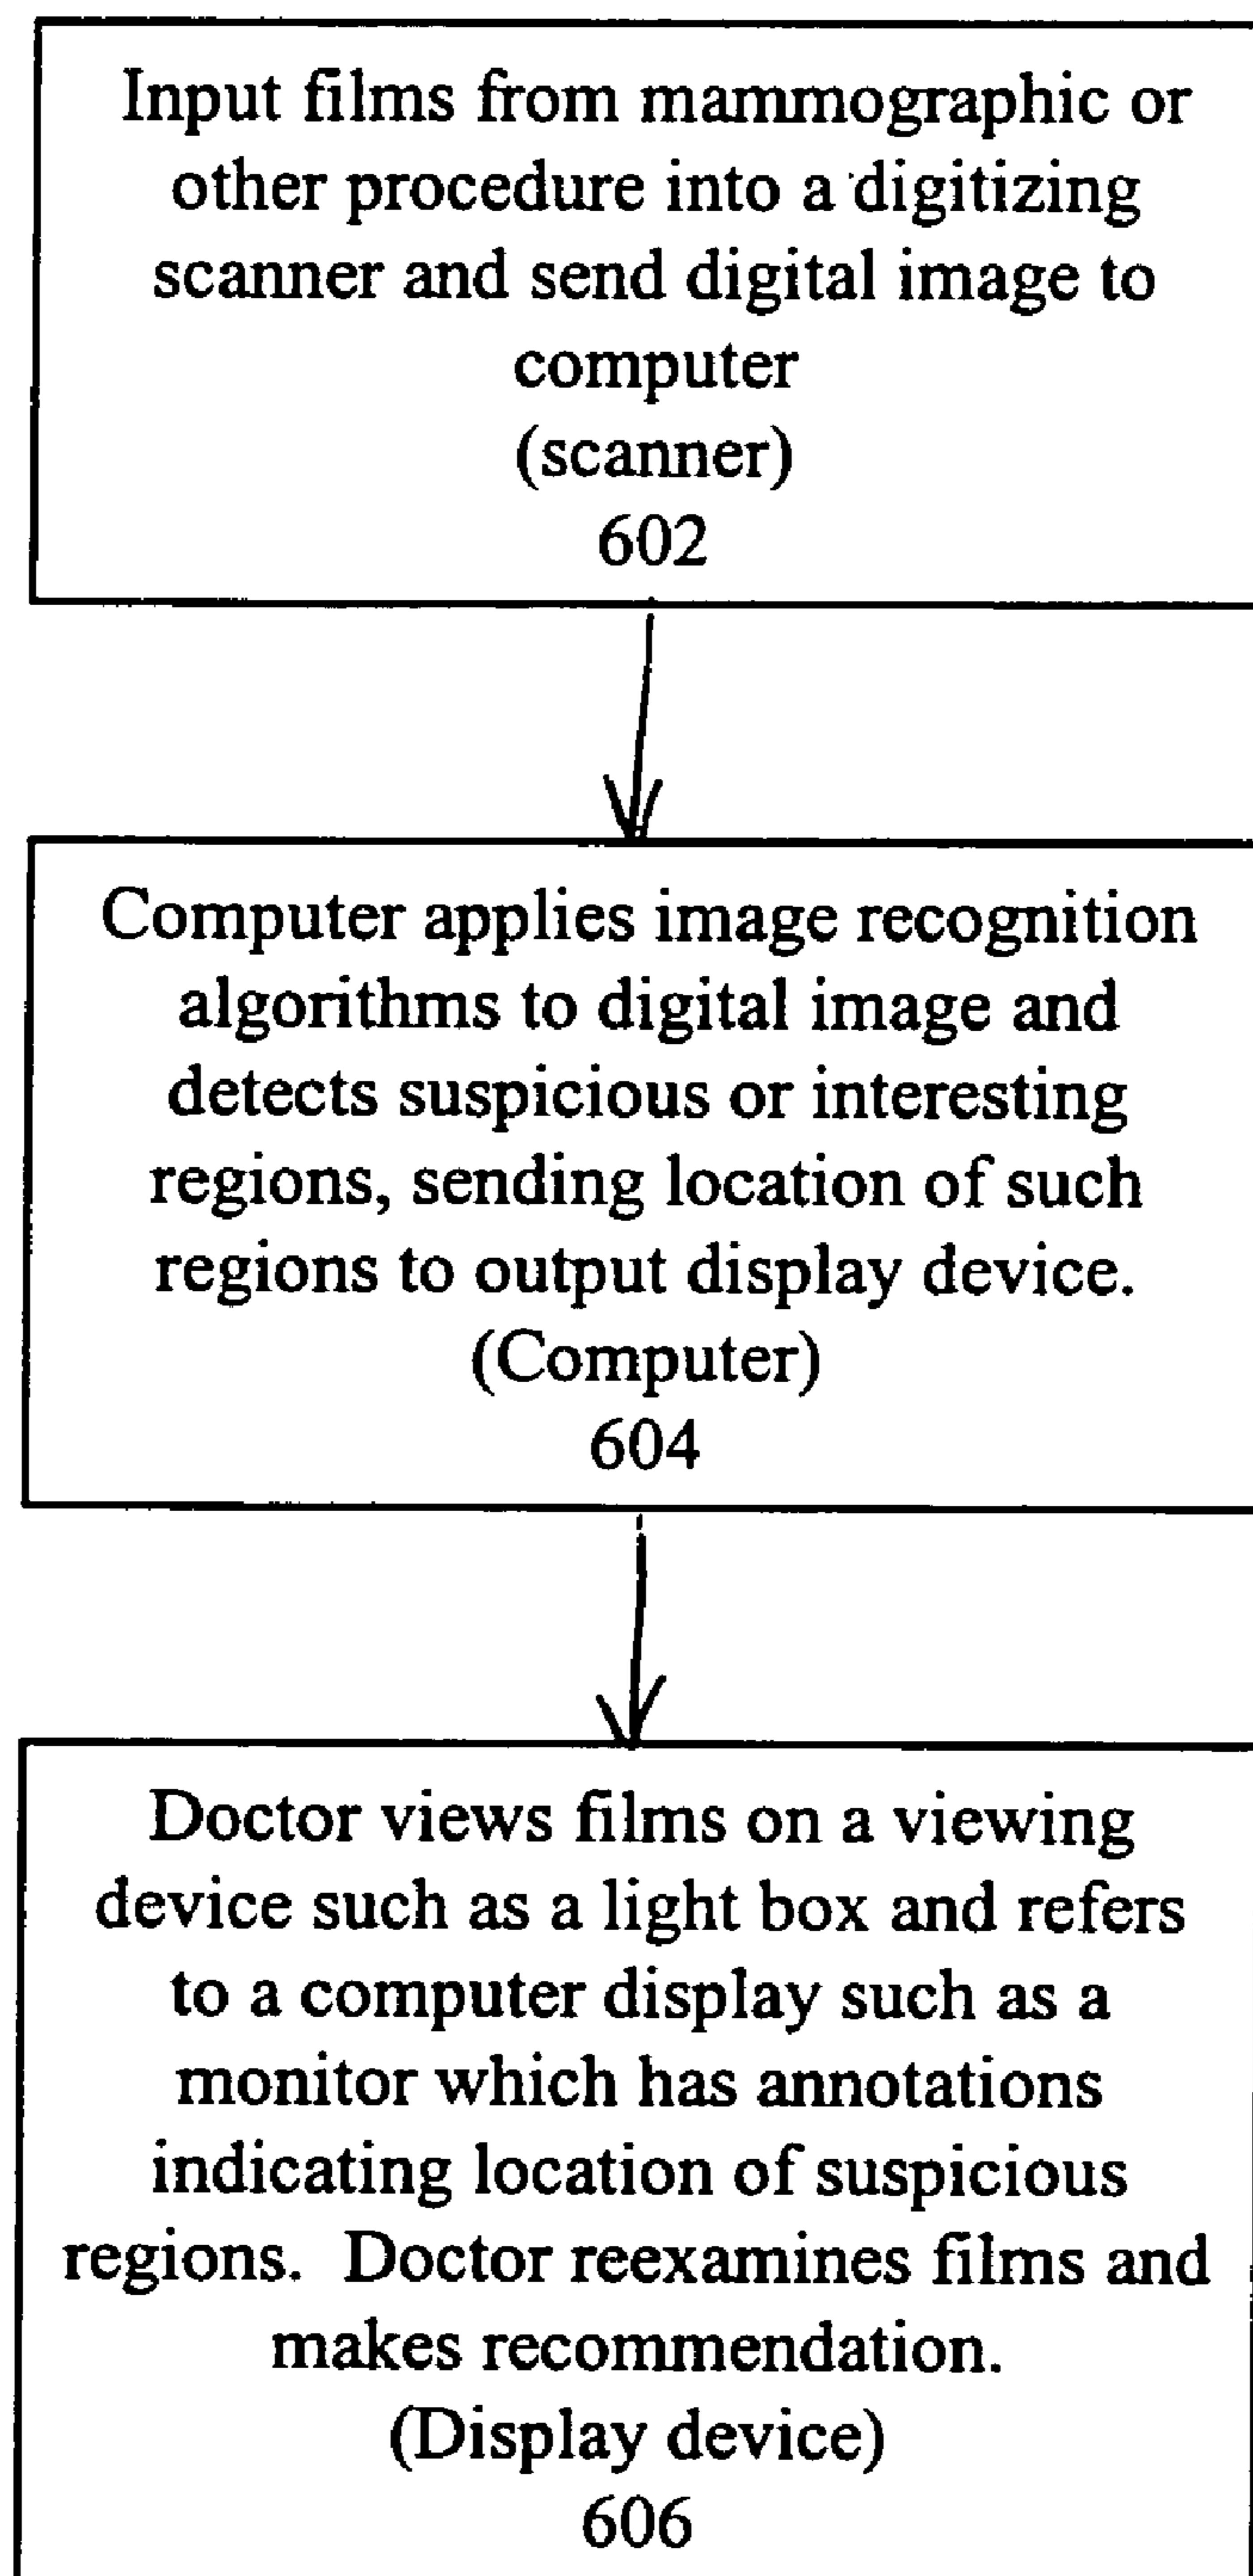 Input films from mammographic or
other procedure into a digitizing
scanner and send digital image to
computer
(scanner)
602
Computer applies image recognition
algorithms to digital image and
detects suspicious or interesting
regions, sending location of such
regions to output display device.
(Computer)
604
Doctor views films on a viewing
device such as a light box and refers
to a computer display such as a
monitor which has annotations
indicating location of suspicious
regions. Doctor reexamines films and
makes recommendation.
(Display device)
606